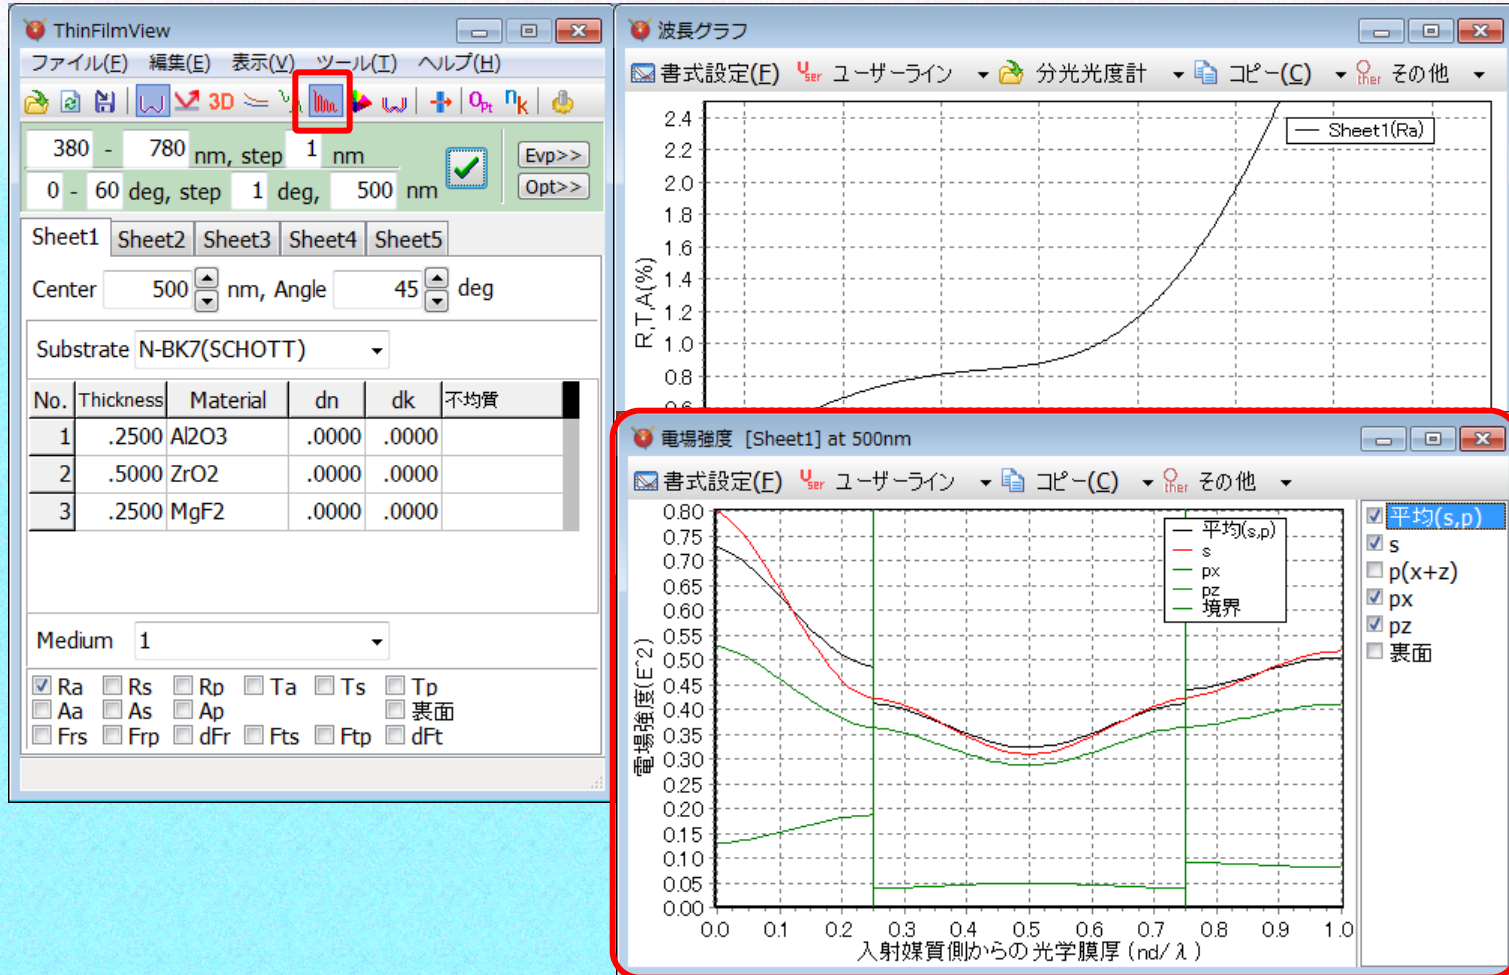 ThinFilmView
ファイル(F) 編集(E) 表示(V) ツール(T) ヘルプ(H)
3D Opt nk
380 - 780 nm, step 1 nm
Evp>>
0 - 60 deg, step 1 deg, 500 nm
Opt>>
Sheet1 Sheet2 Sheet3 Sheet4 Sheet5
Center 500 nm, Angle 45 deg
Substrate N-BK7(SCHOTT)
No. Thickness Material dn dk 不均質
1 .2500 Al2O3 .0000 .0000
2 .5000 ZrO2 .0000 .0000
3 .2500 MgF2 .0000 .0000
Medium 1
Ra Rs Rp Ta Ts Tp
Aa As Ap 裏面
Frs Frp dFr Fts Ftp dFt
波長グラフ
書式設定(F) User ユーザーライン 分光光度計 コピー(C) Other その他
R,T,A(%)
2.4
2.2
2.0
1.8
1.6
1.4
1.2
1.0
0.8
0.6
Sheet1(Ra)
電場強度 [Sheet1] at 500nm
書式設定(F) User ユーザーライン コピー(C) Other その他
電場強度(E^2)
0.80
0.75
0.70
0.65
0.60
0.55
0.50
0.45
0.40
0.35
0.30
0.25
0.20
0.15
0.10
0.05
0.00
平均(s,p)
s
px
pz
境界
0.0 0.1 0.2 0.3 0.4 0.5 0.6 0.7 0.8 0.9 1.0
入射媒質側からの光学膜厚 (nd/λ)
平均(s,p)
s
p(x+z)
px
pz
裏面